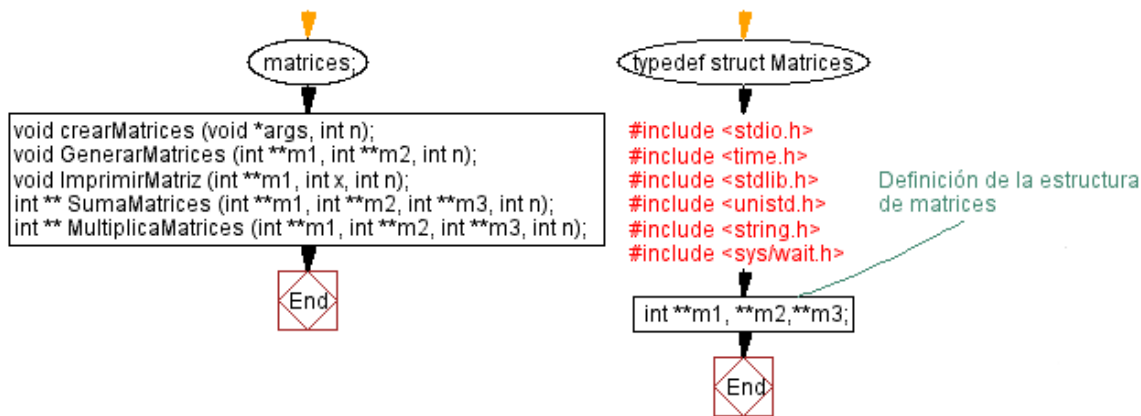 matrices;
void crearMatrices (void *args, int n);
void GenerarMatrices (int **m1, int **m2, int n);
void ImprimirMatriz (int **m1, int x, int n);
int ** SumaMatrices (int **m1, int **m2, int **m3, int n);
int ** MultiplicaMatrices (int **m1, int **m2, int **m3, int n);
End
typedef struct Matrices
#include <stdio.h>
#include <time.h>
#include <stdlib.h>
#include <unistd.h>
#include <string.h>
#include <sys/wait.h>
Definición de la estructura
de matrices
int **m1, **m2,**m3;
End